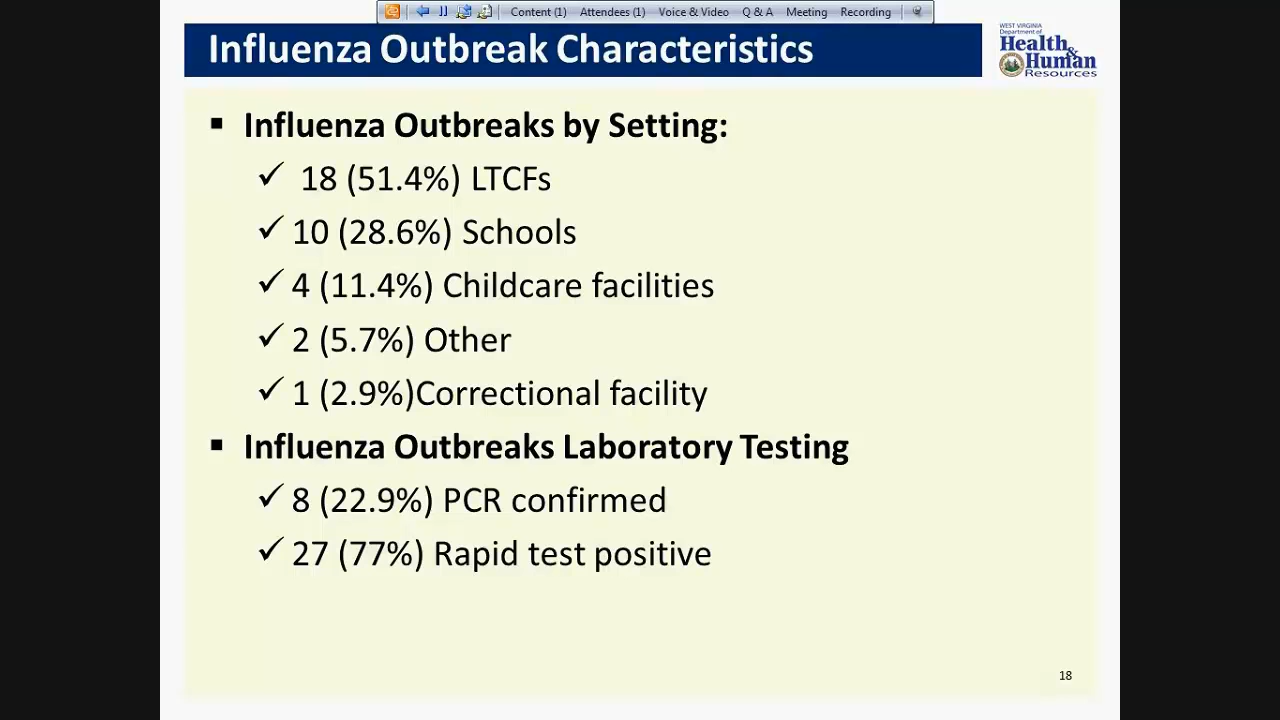 Content (1) Attendees (1) Voice & Video Q & A Meeting Recording
Influenza Outbreak Characteristics
WEST VIRGINIA
Department of
Health &
Human
Resources
▪ Influenza Outbreaks by Setting:
✓ 18 (51.4%) LTCFs
✓ 10 (28.6%) Schools
✓ 4 (11.4%) Childcare facilities
✓ 2 (5.7%) Other
✓ 1 (2.9%)Correctional facility
▪ Influenza Outbreaks Laboratory Testing
✓ 8 (22.9%) PCR confirmed
✓ 27 (77%) Rapid test positive
18